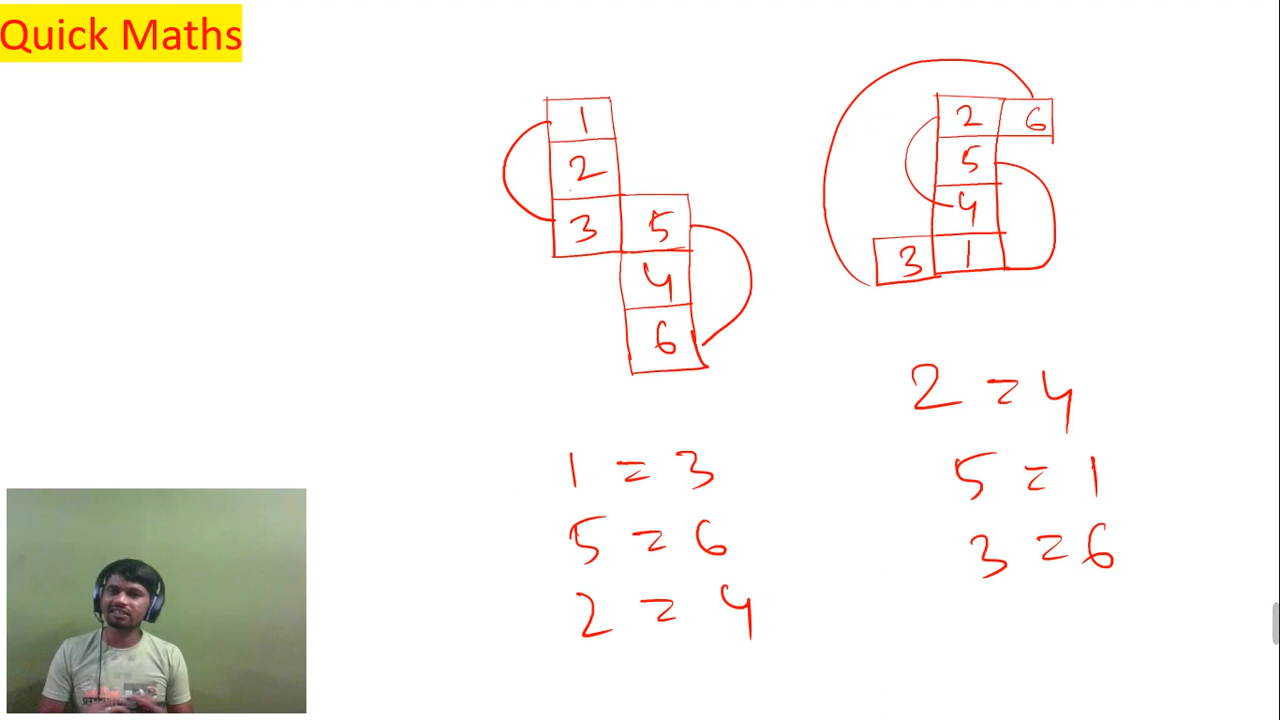 Quick Maths
1
2
3 5
4
6
2 6
5
4
3 1
1 = 3
5 = 6
2 = 4
2 = 4
5 = 1
3 = 6